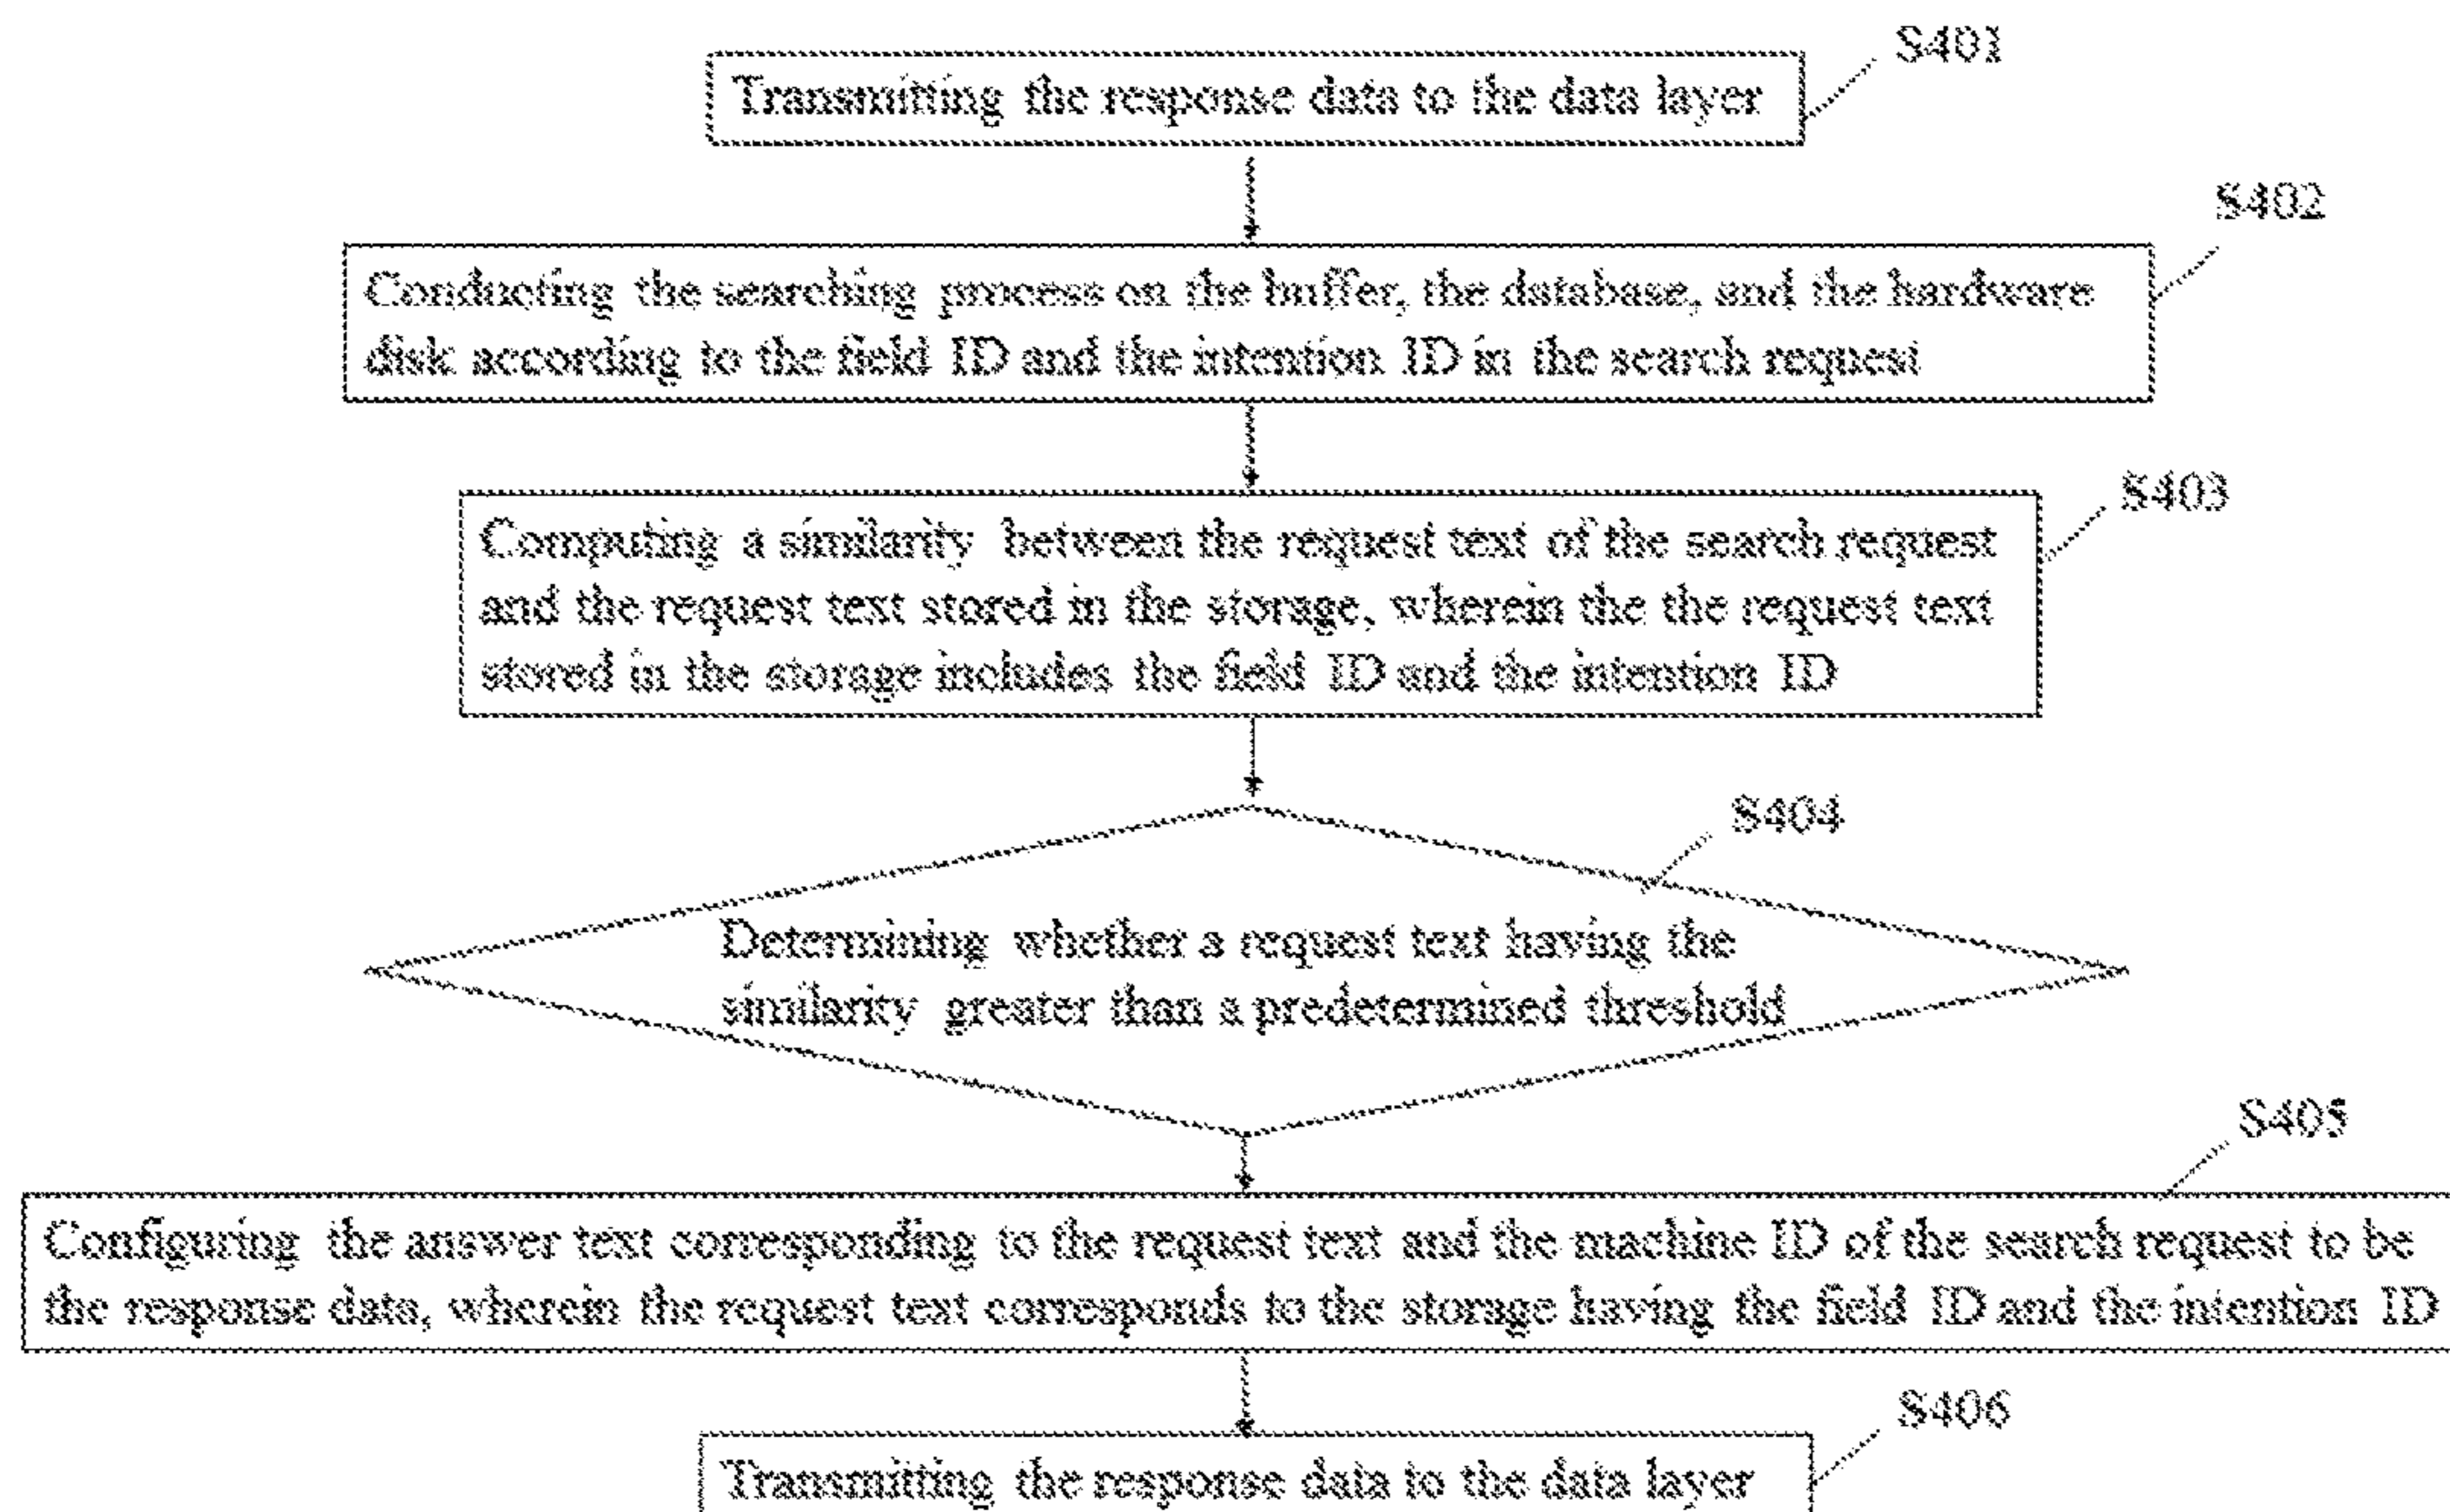 S401
Transmitting the response data to the data layer
S402
Conducting the searching process on the buffer, the database, and the hardware
disk according to the field ID and the intention ID in the search request
S403
Computing a similarity between the request text of the search request
and the request text stored in the storage, wherein the the request text
stored in the storage includes the field ID and the intention ID
S404
Determining whether a request text having the
similarity greater than a predetermined threshold
S405
Configuring the answer text corresponding to the request text and the machine ID of the search request to be
the response data, wherein the request text corresponds to the storage having the field ID and the intention ID
S406
Transmitting the response data to the data layer